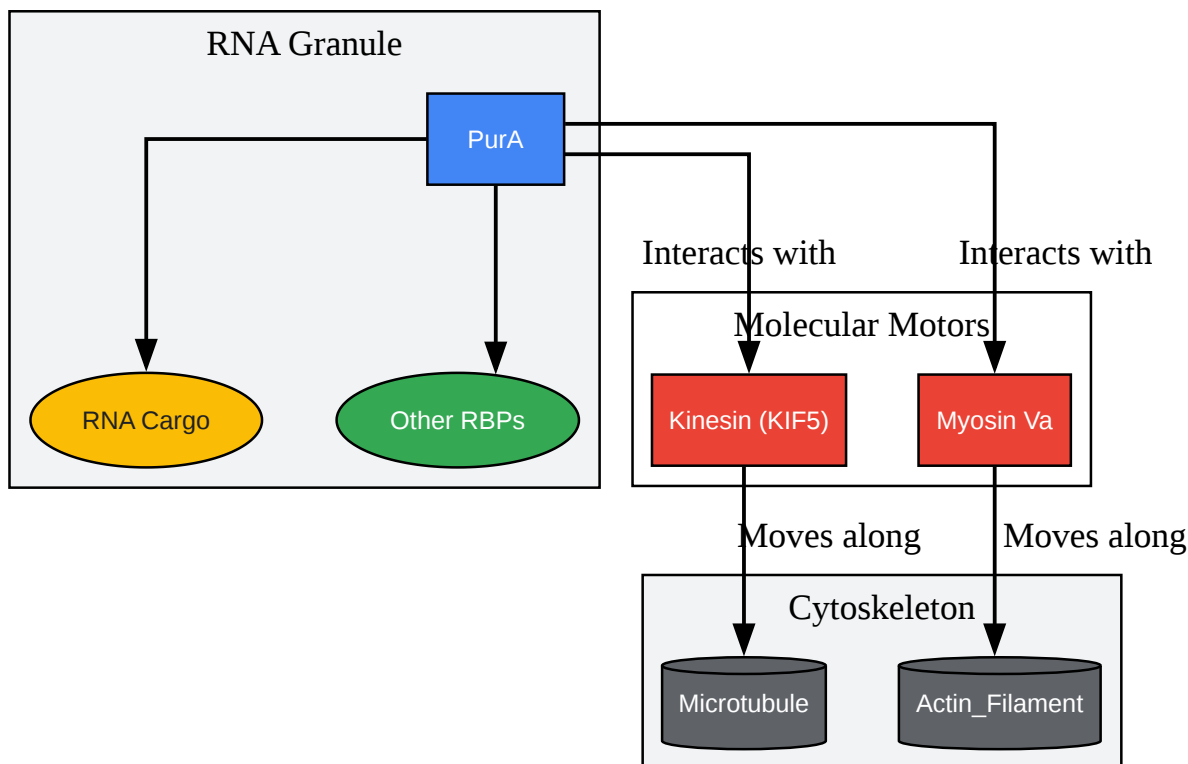 RNA Granule
PurA
Interacts with
Interacts with
Molecular Motors
RNA Cargo
Other RBPs
Kinesin (KIF5)
Myosin Va
Moves along
Moves along
Cytoskeleton
Microtubule
Actin_Filament